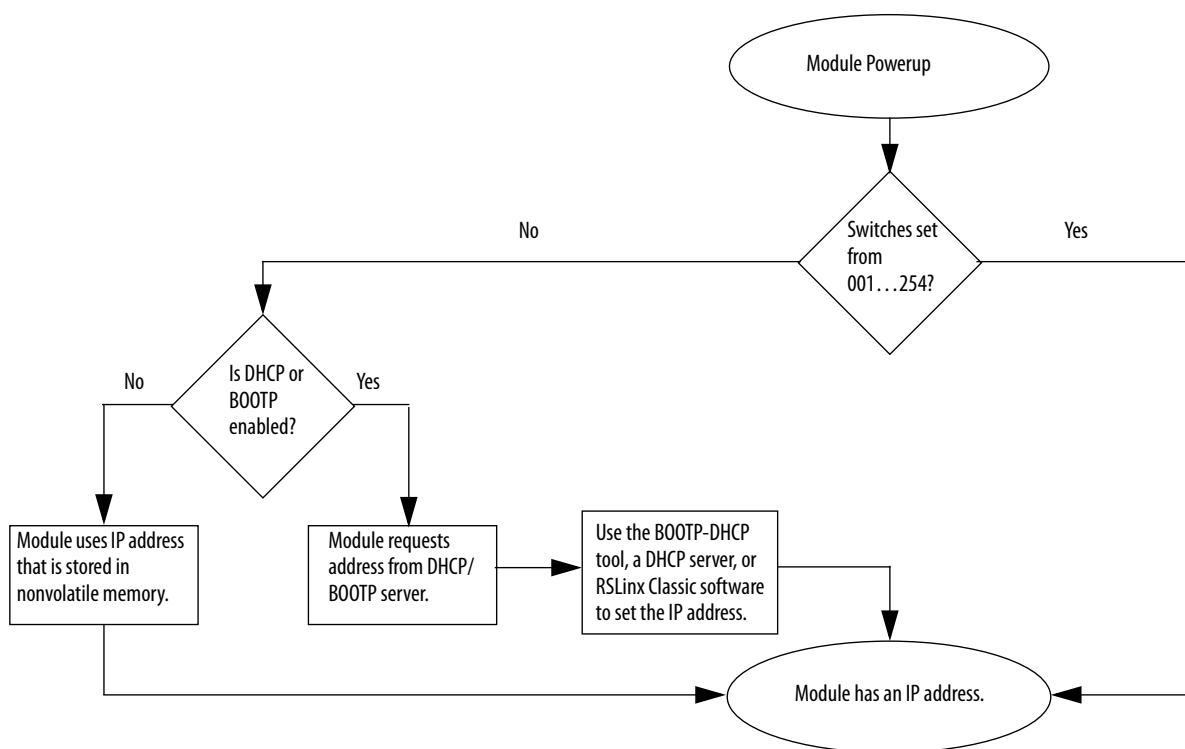 Module Powerup
No
Switches set
from
001...254?
Yes
No
Is DHCP or
BOOTP
enabled?
Yes
Module uses IP address
that is stored in
nonvolatile memory.
Module requests
address from DHCP/
BOOTP server.
Use the BOOTP-DHCP
tool, a DHCP server, or
RSLinx Classic software
to set the IP address.
Module has an IP address.